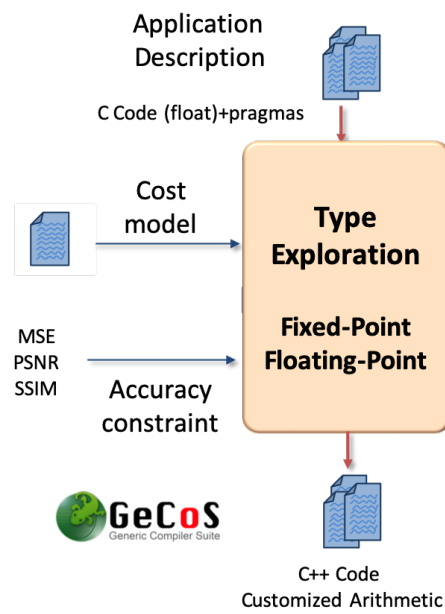 Application
Description
C Code (float)+pragmas
Cost
model
Type
Exploration
Fixed-Point
Floating-Point
MSE
PSNR
SSIM
Accuracy
constraint
GeCoS
Generic Compiler Suite
C++ Code
Customized Arithmetic